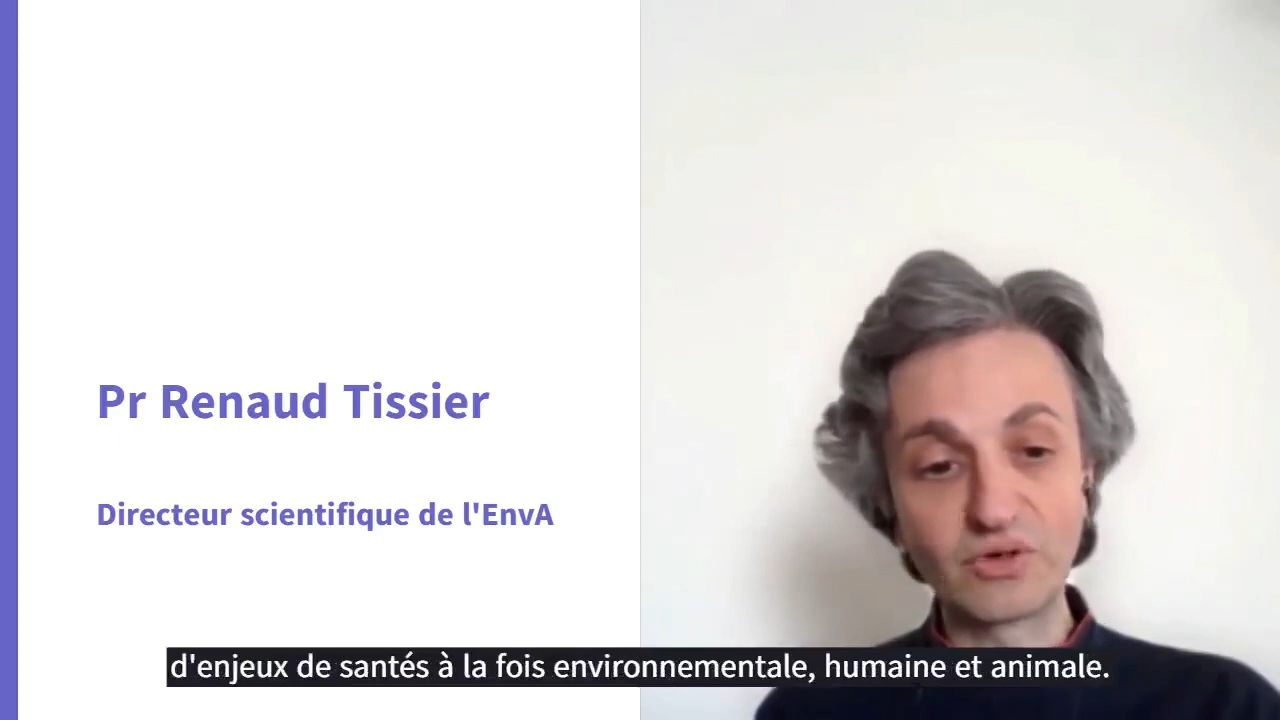 Pr Renaud Tissier
Directeur scientifique de l'EnvA
d'enjeux de santés à la fois environnementale, humaine et animale.